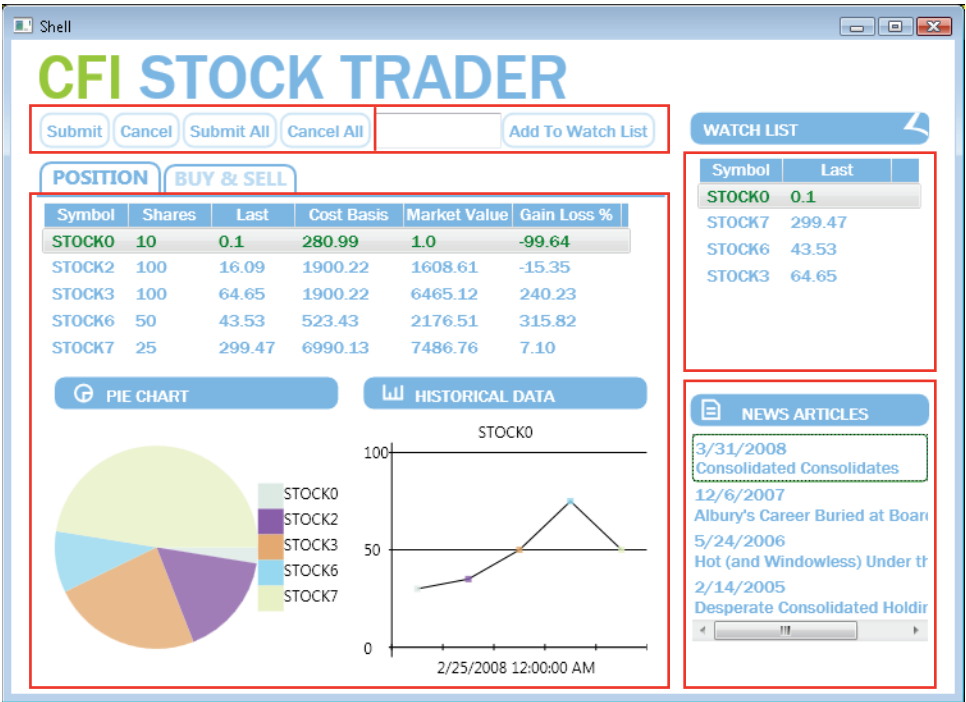 Shell
CFI STOCK TRADER
Submit Cancel Submit All Cancel All Add To Watch List
POSITION BUY & SELL
Symbol Shares Last Cost Basis Market Value Gain Loss %
STOCK0 10 0.1 280.99 1.0 -99.64
STOCK2 100 16.09 1900.22 1608.61 -15.35
STOCK3 100 64.65 1900.22 6465.12 240.23
STOCK6 50 43.53 523.43 2176.51 315.82
STOCK7 25 299.47 6990.13 7486.76 7.10
PIE CHART
STOCK0
STOCK2
STOCK3
STOCK6
STOCK7
HISTORICAL DATA
STOCK0
100
50
0
2/25/2008 12:00:00 AM
WATCH LIST
Symbol Last
STOCK0 0.1
STOCK7 299.47
STOCK6 43.53
STOCK3 64.65
NEWS ARTICLES
3/31/2008
Consolidated Consolidates
12/6/2007
Albury's Career Buried at Boar
5/24/2006
Hot (and Windowless) Under th
2/14/2005
Desperate Consolidated Holdin